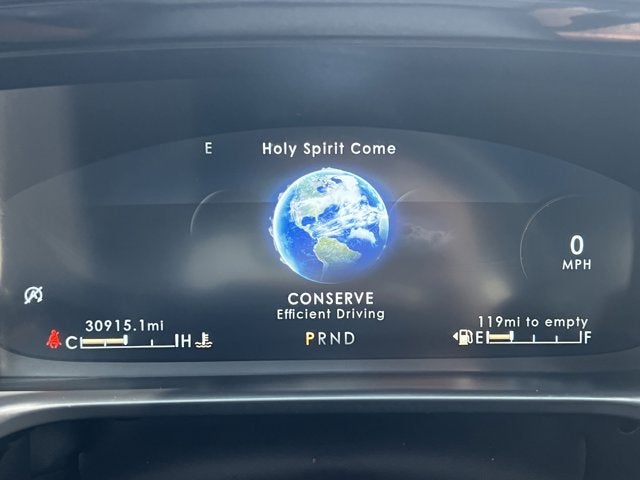 E Holy Spirit Come
0
MPH
CONSERVE
Efficient Driving
30915.1mi
119mi to empty
C H
PRND
E F